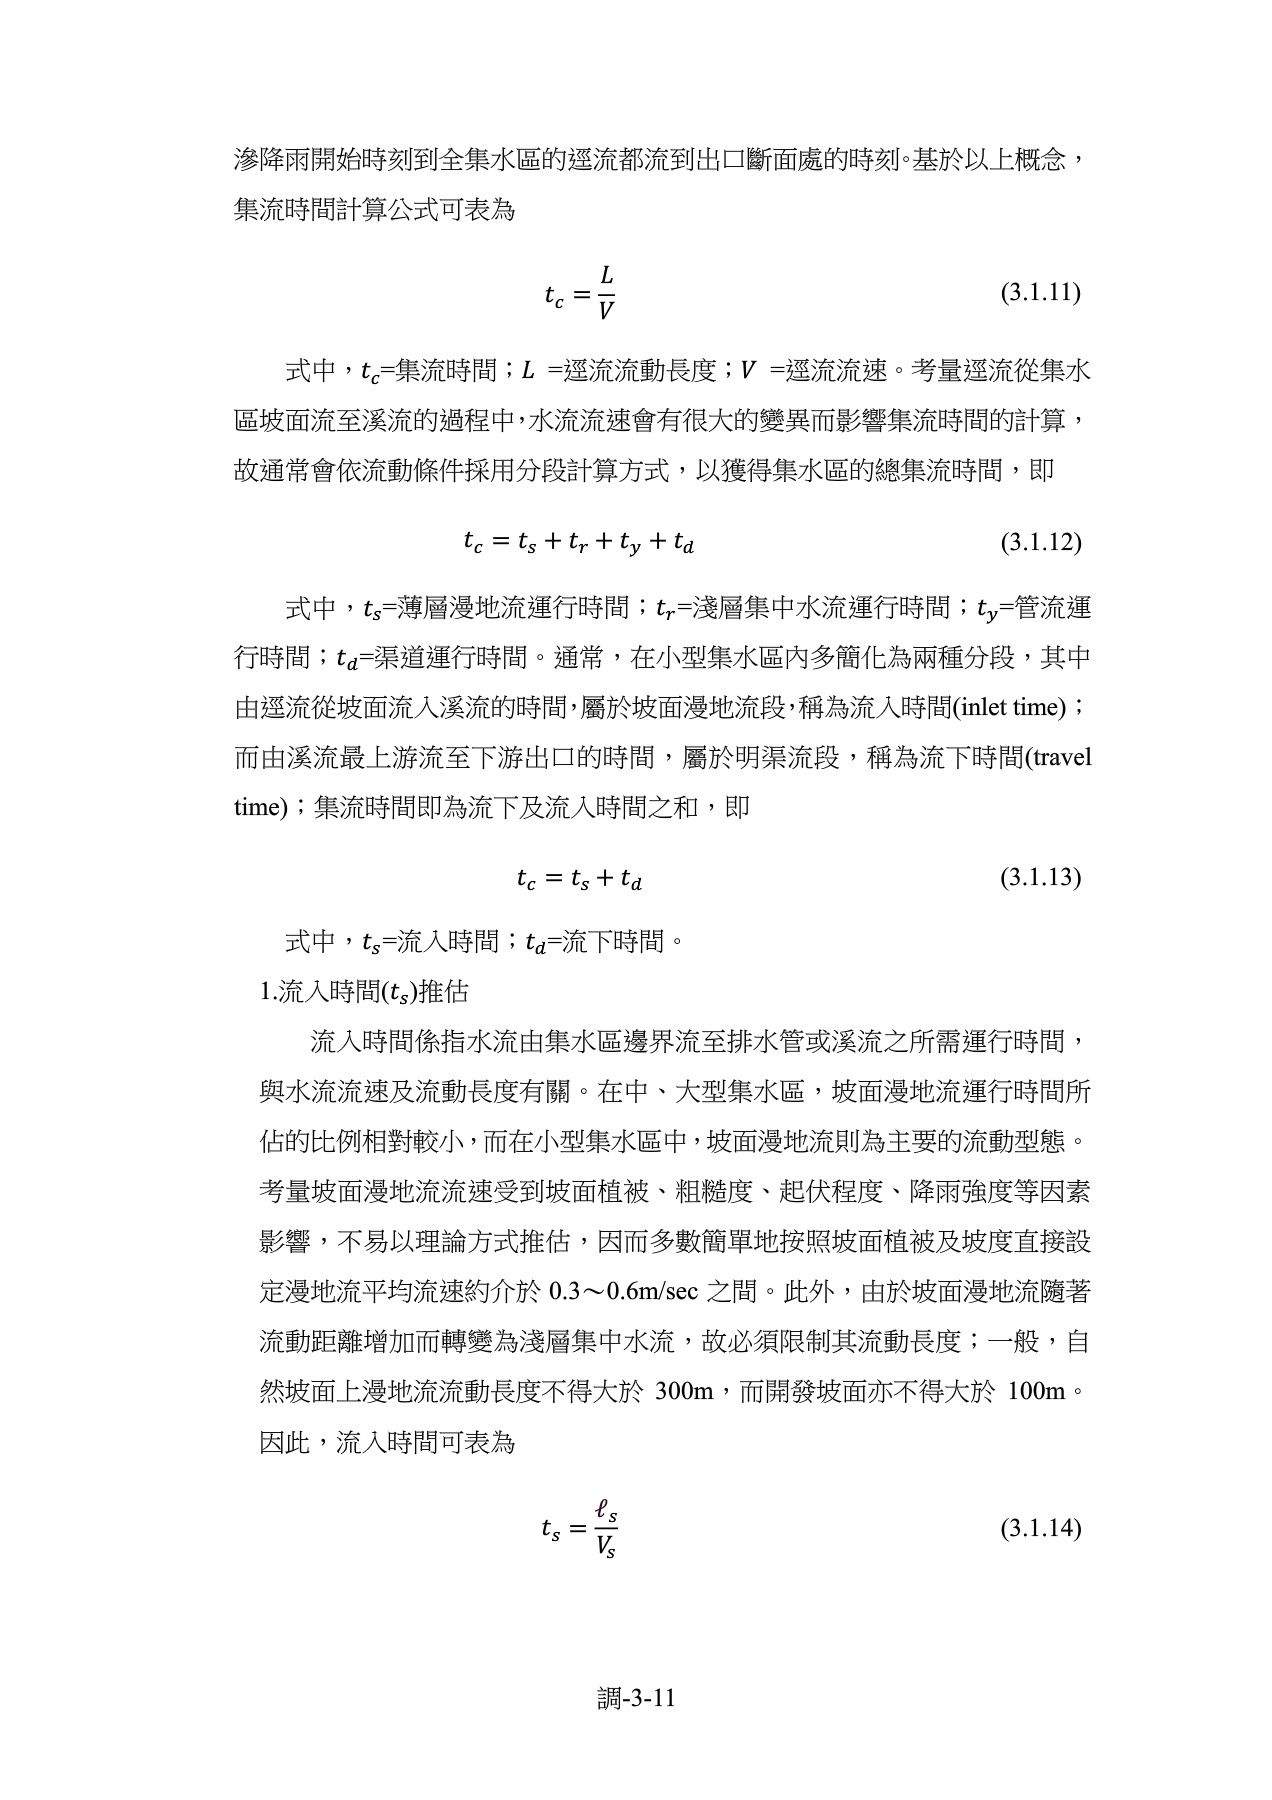 滲降雨開始時刻到全集水區的逕流都流到出口斷面處的時刻。基於以上概念，
集流時間計算公式可表為
t_c = L/V (3.1.11)
式中，t_c=集流時間；L =逕流流動長度；V =逕流流速。考量逕流從集水
區坡面流至溪流的過程中，水流流速會有很大的變異而影響集流時間的計算，
故通常會依流動條件採用分段計算方式，以獲得集水區的總集流時間，即
t_c = t_s + t_r + t_y + t_d (3.1.12)
式中，t_s=薄層漫地流運行時間；t_r=淺層集中水流運行時間；t_y=管流運
行時間；t_d=渠道運行時間。通常，在小型集水區內多簡化為兩種分段，其中
由逕流從坡面流入溪流的時間，屬於坡面漫地流段，稱為流入時間(inlet time)；
而由溪流最上游流至下游出口的時間，屬於明渠流段，稱為流下時間(travel
time)；集流時間即為流下及流入時間之和，即
t_c = t_s + t_d (3.1.13)
式中，t_s=流入時間；t_d=流下時間。
1.流入時間(t_s)推估
流入時間係指水流由集水區邊界流至排水管或溪流之所需運行時間，
與水流流速及流動長度有關。在中、大型集水區，坡面漫地流運行時間所
佔的比例相對較小，而在小型集水區中，坡面漫地流則為主要的流動型態。
考量坡面漫地流流速受到坡面植被、粗糙度、起伏程度、降雨強度等因素
影響，不易以理論方式推估，因而多數簡單地按照坡面植被及坡度直接設
定漫地流平均流速約介於 0.3～0.6m/sec 之間。此外，由於坡面漫地流隨著
流動距離增加而轉變為淺層集中水流，故必須限制其流動長度；一般，自
然坡面上漫地流流動長度不得大於 300m，而開發坡面亦不得大於 100m。
因此，流入時間可表為
t_s = ℓ_s/V_s (3.1.14)
調-3-11